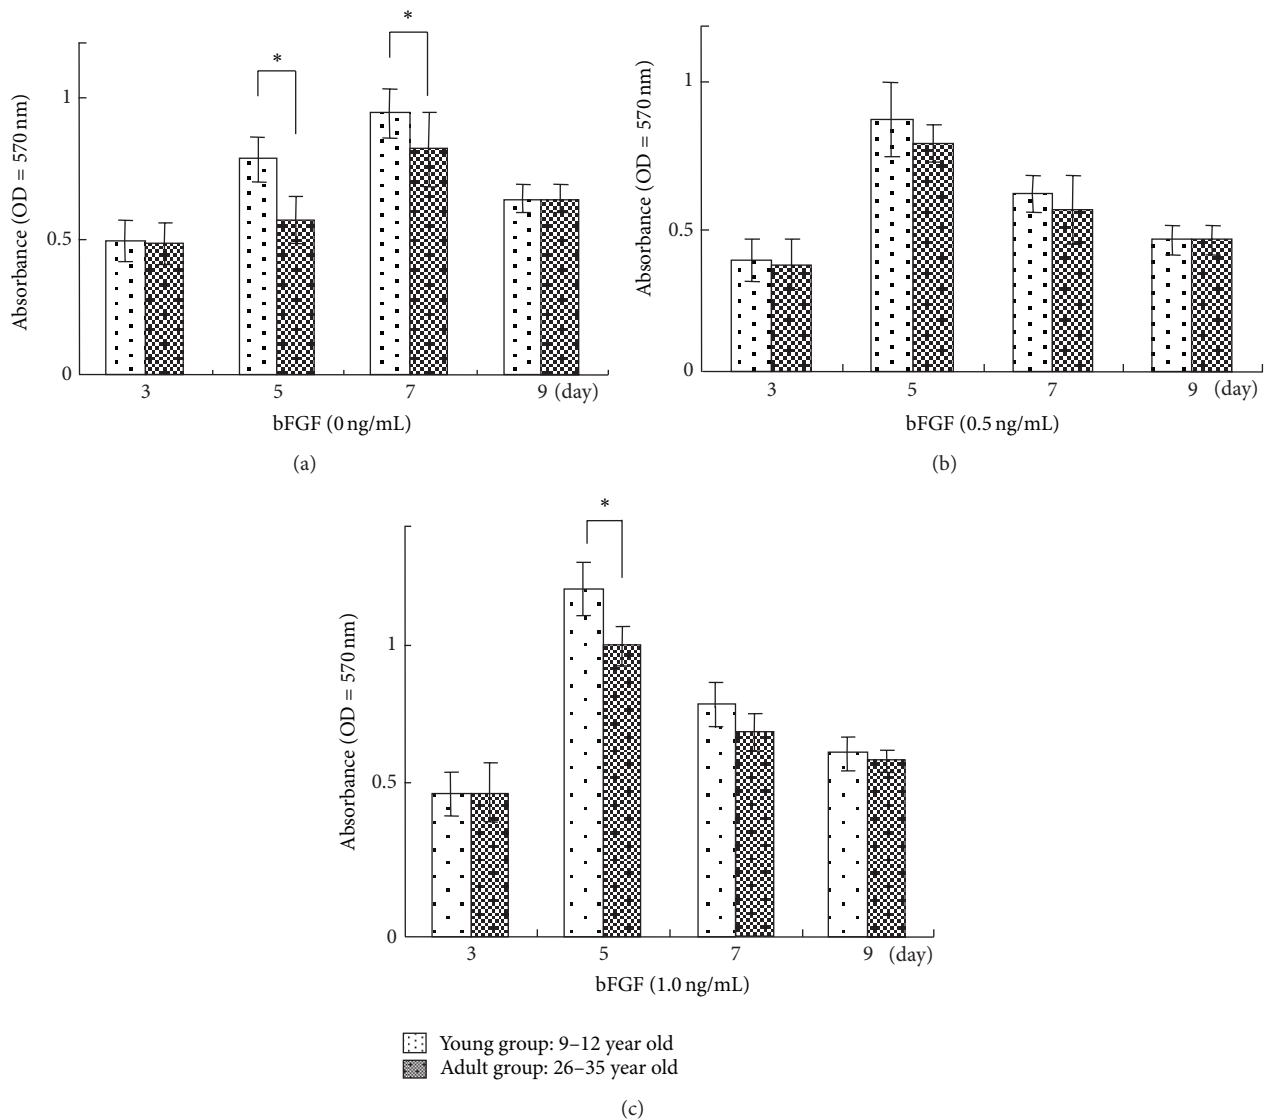 *
*
1
0.5
0
Absorbance (OD = 570 nm)
3 5 7 9 (day)
bFGF (0 ng/mL)
(a)
1
0.5
0
Absorbance (OD = 570 nm)
3 5 7 9 (day)
bFGF (0.5 ng/mL)
(b)
*
1
0.5
0
Absorbance (OD = 570 nm)
3 5 7 9 (day)
bFGF (1.0 ng/mL)
Young group: 9–12 year old
Adult group: 26–35 year old
(c)